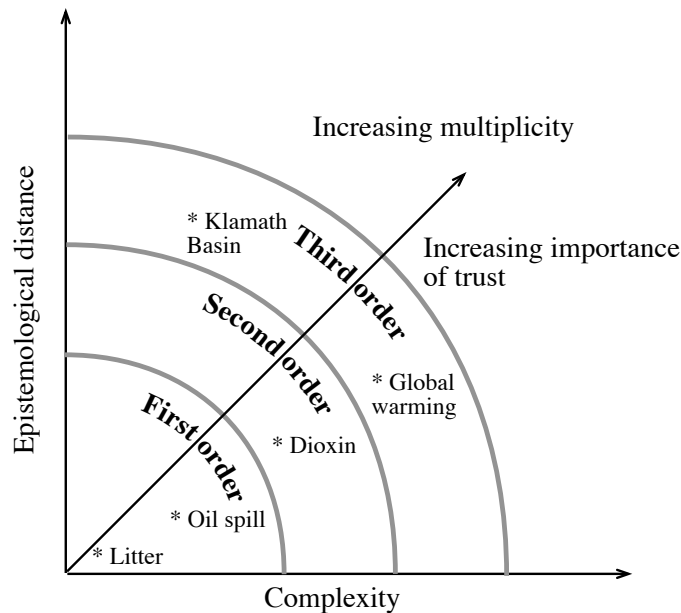 Increasing multiplicity
* Klamath
Basin
Third order
Increasing importance
of trust
Second order
* Global
warming
First order
* Dioxin
* Oil spill
* Litter
Epistemological distance
Complexity